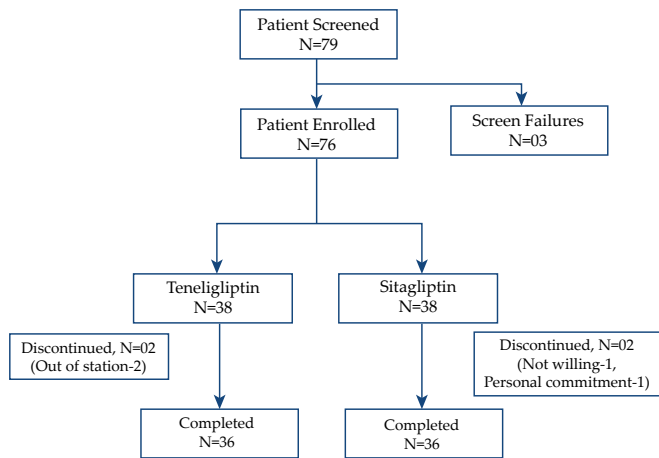 Patient Screened
N=79
Patient Enrolled
N=76
Screen Failures
N=03
Teneligliptin
N=38
Sitagliptin
N=38
Discontinued, N=02
(Out of station-2)
Discontinued, N=02
(Not willing-1,
Personal commitment-1)
Completed
N=36
Completed
N=36